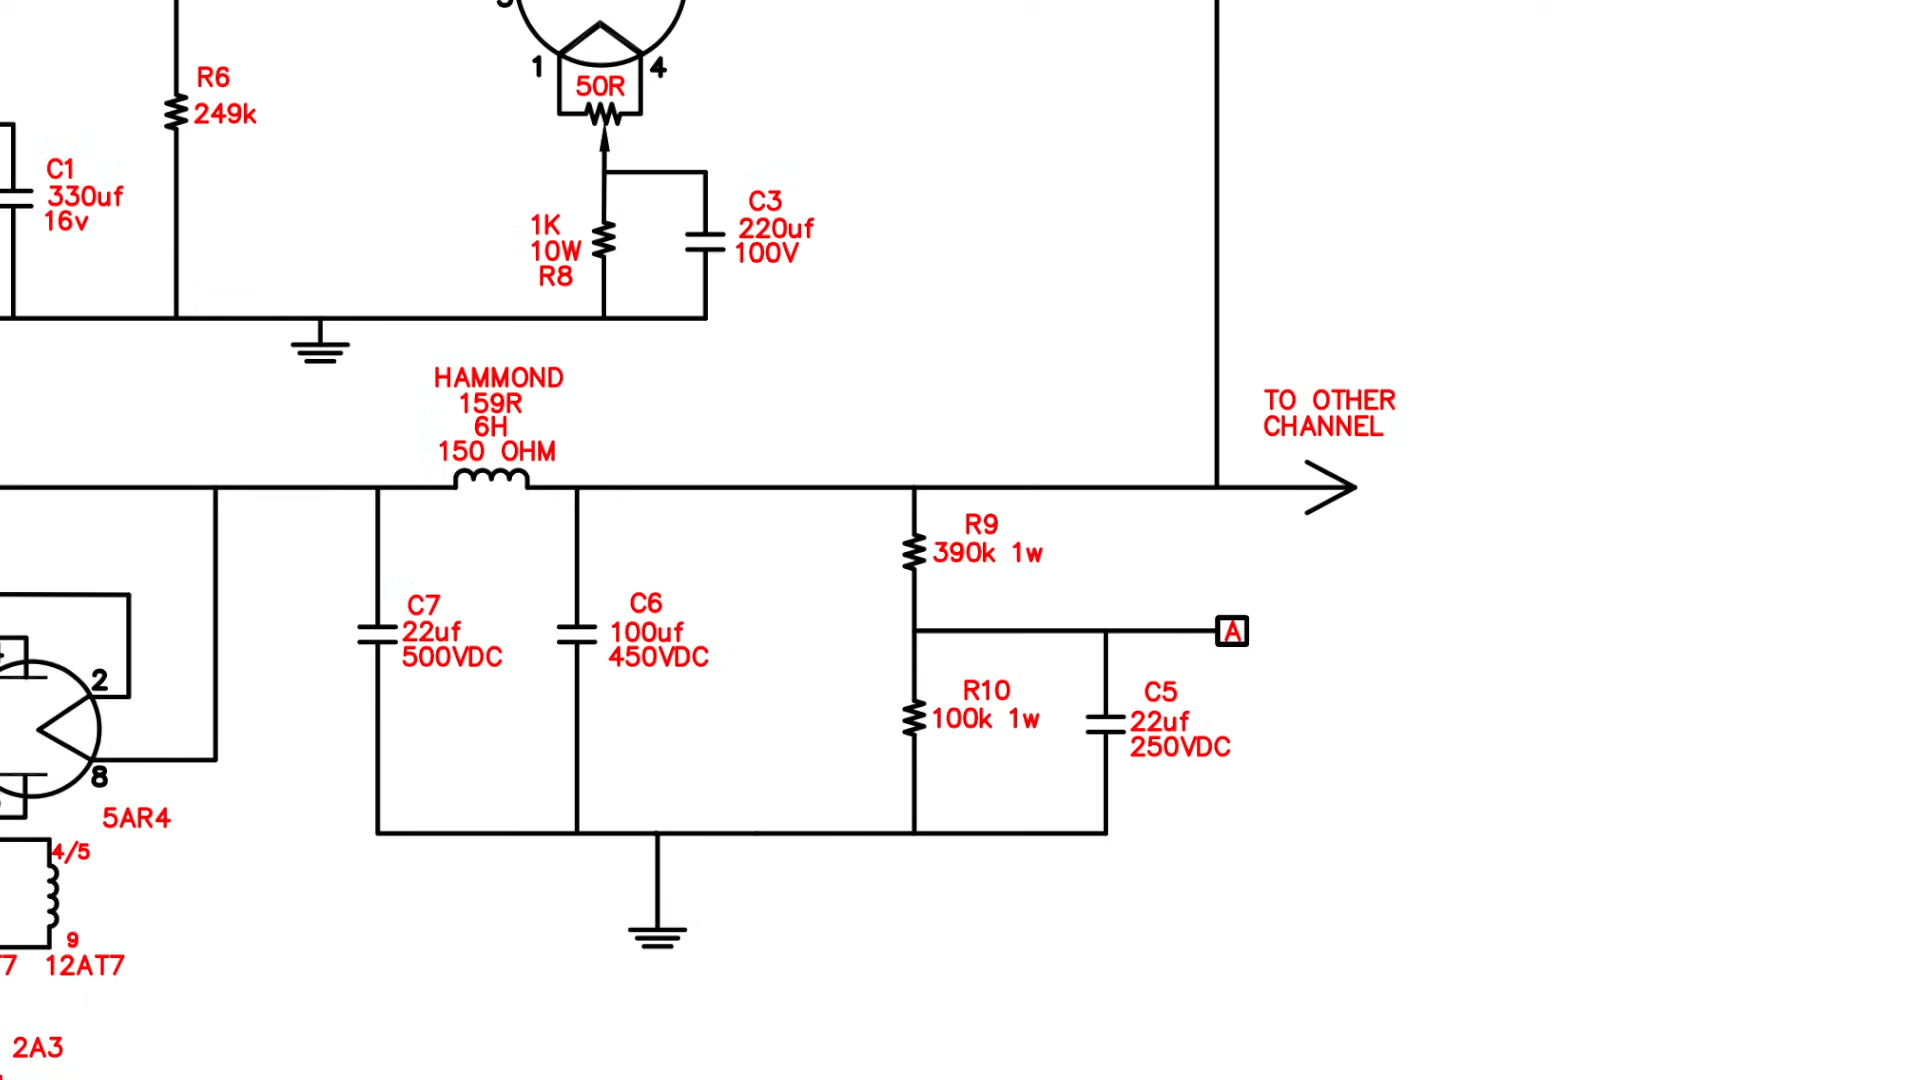 R6
249k
1
4
50R
C1
330uf
16v
1K
10W
R8
C3
220uf
100V
HAMMOND
159R
6H
150 OHM
TO OTHER
CHANNEL
R9
390k 1w
C7
22uf
500VDC
C6
100uf
450VDC
A
R10
100k 1w
C5
22uf
250VDC
2
8
5AR4
4/5
9
12AT7
2A3